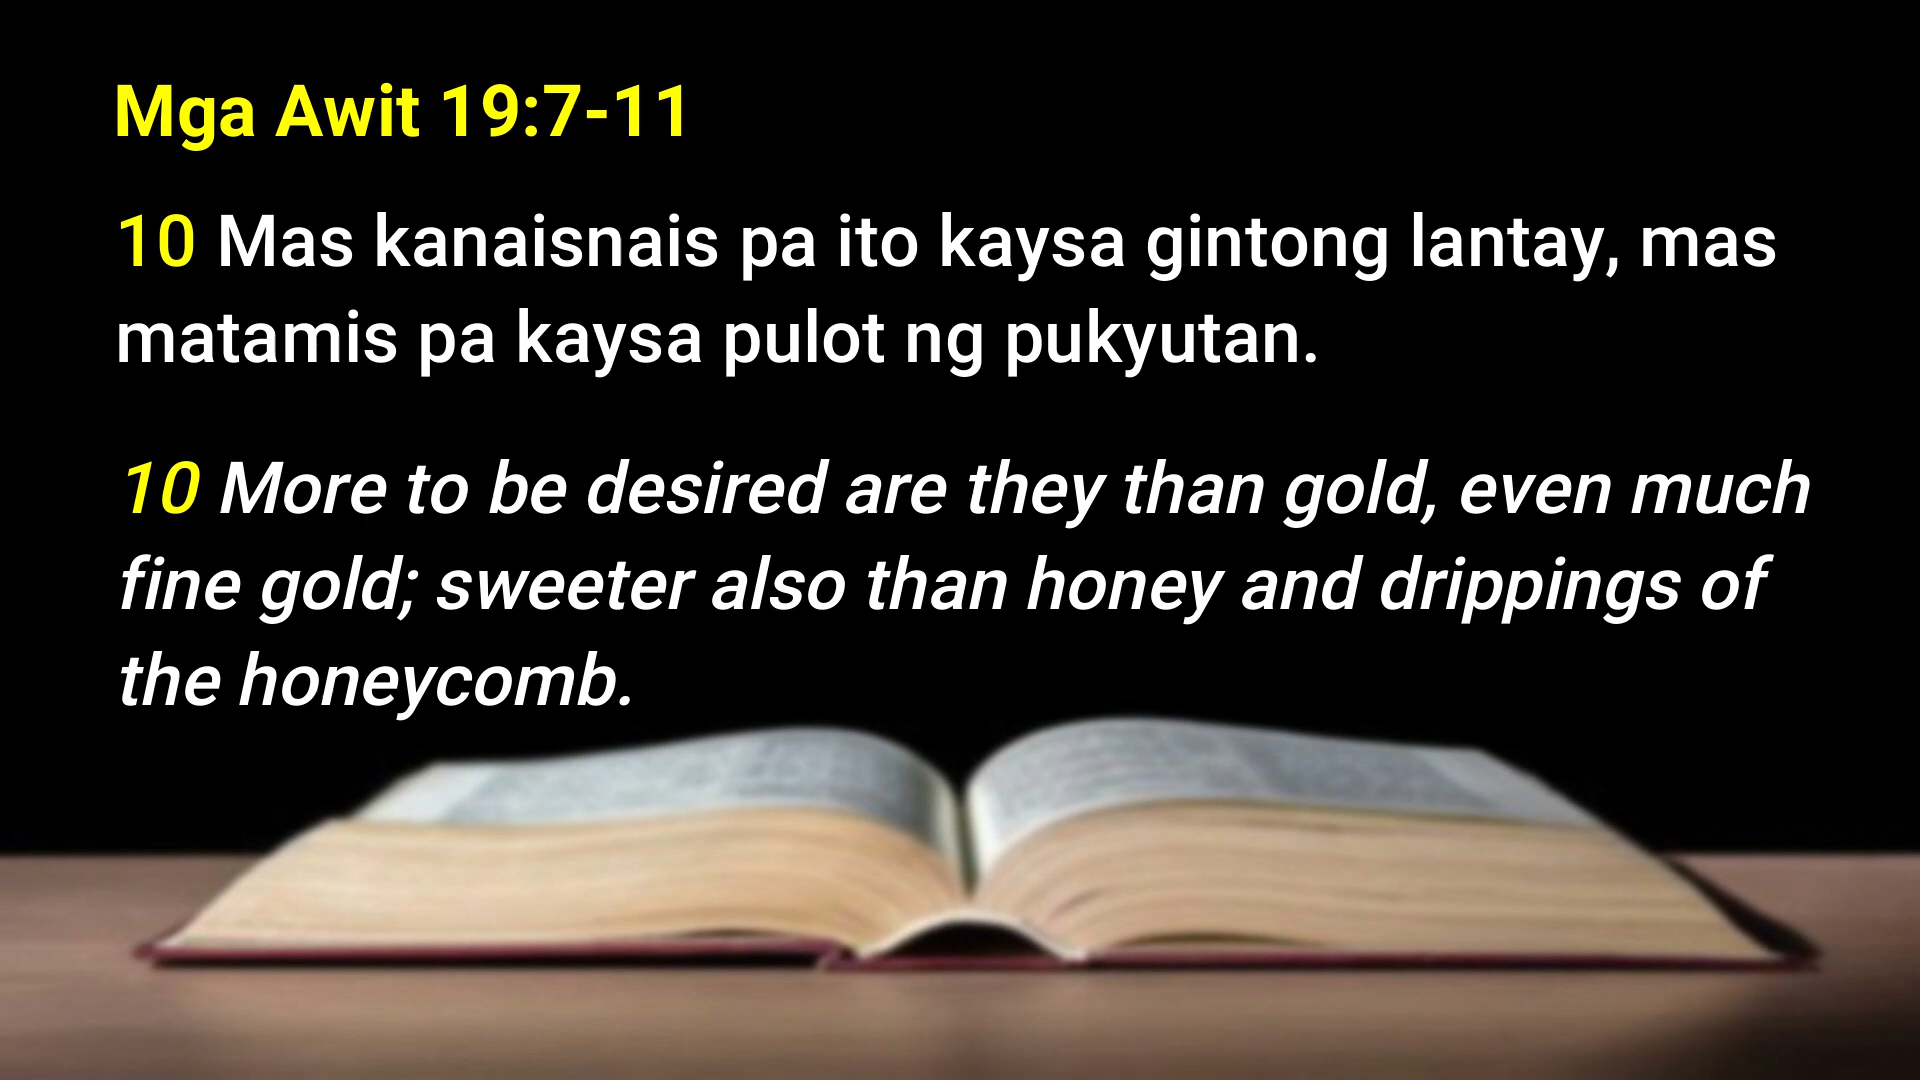 Mga Awit 19:7-11
10 Mas kanaisnais pa ito kaysa gintong lantay, mas
matamis pa kaysa pulot ng pukyutan.
10 More to be desired are they than gold, even much
fine gold; sweeter also than honey and drippings of
the honeycomb.